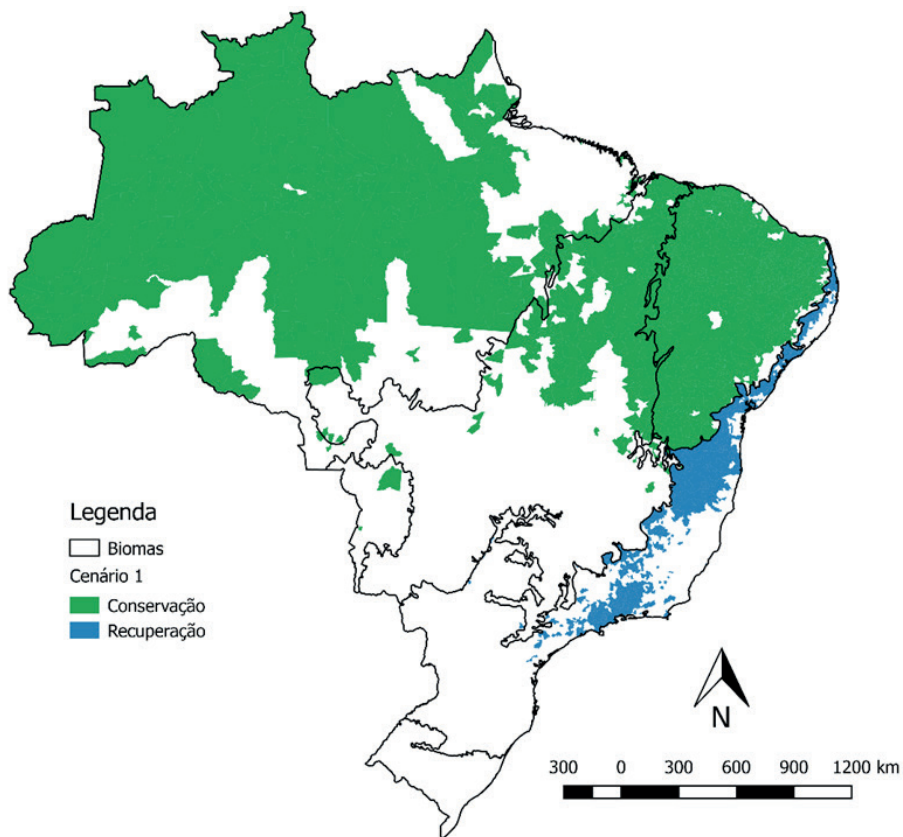 Legenda
Biomas
Cenário 1
Conservação
Recuperação
N
300 0 300 600 900 1200 km